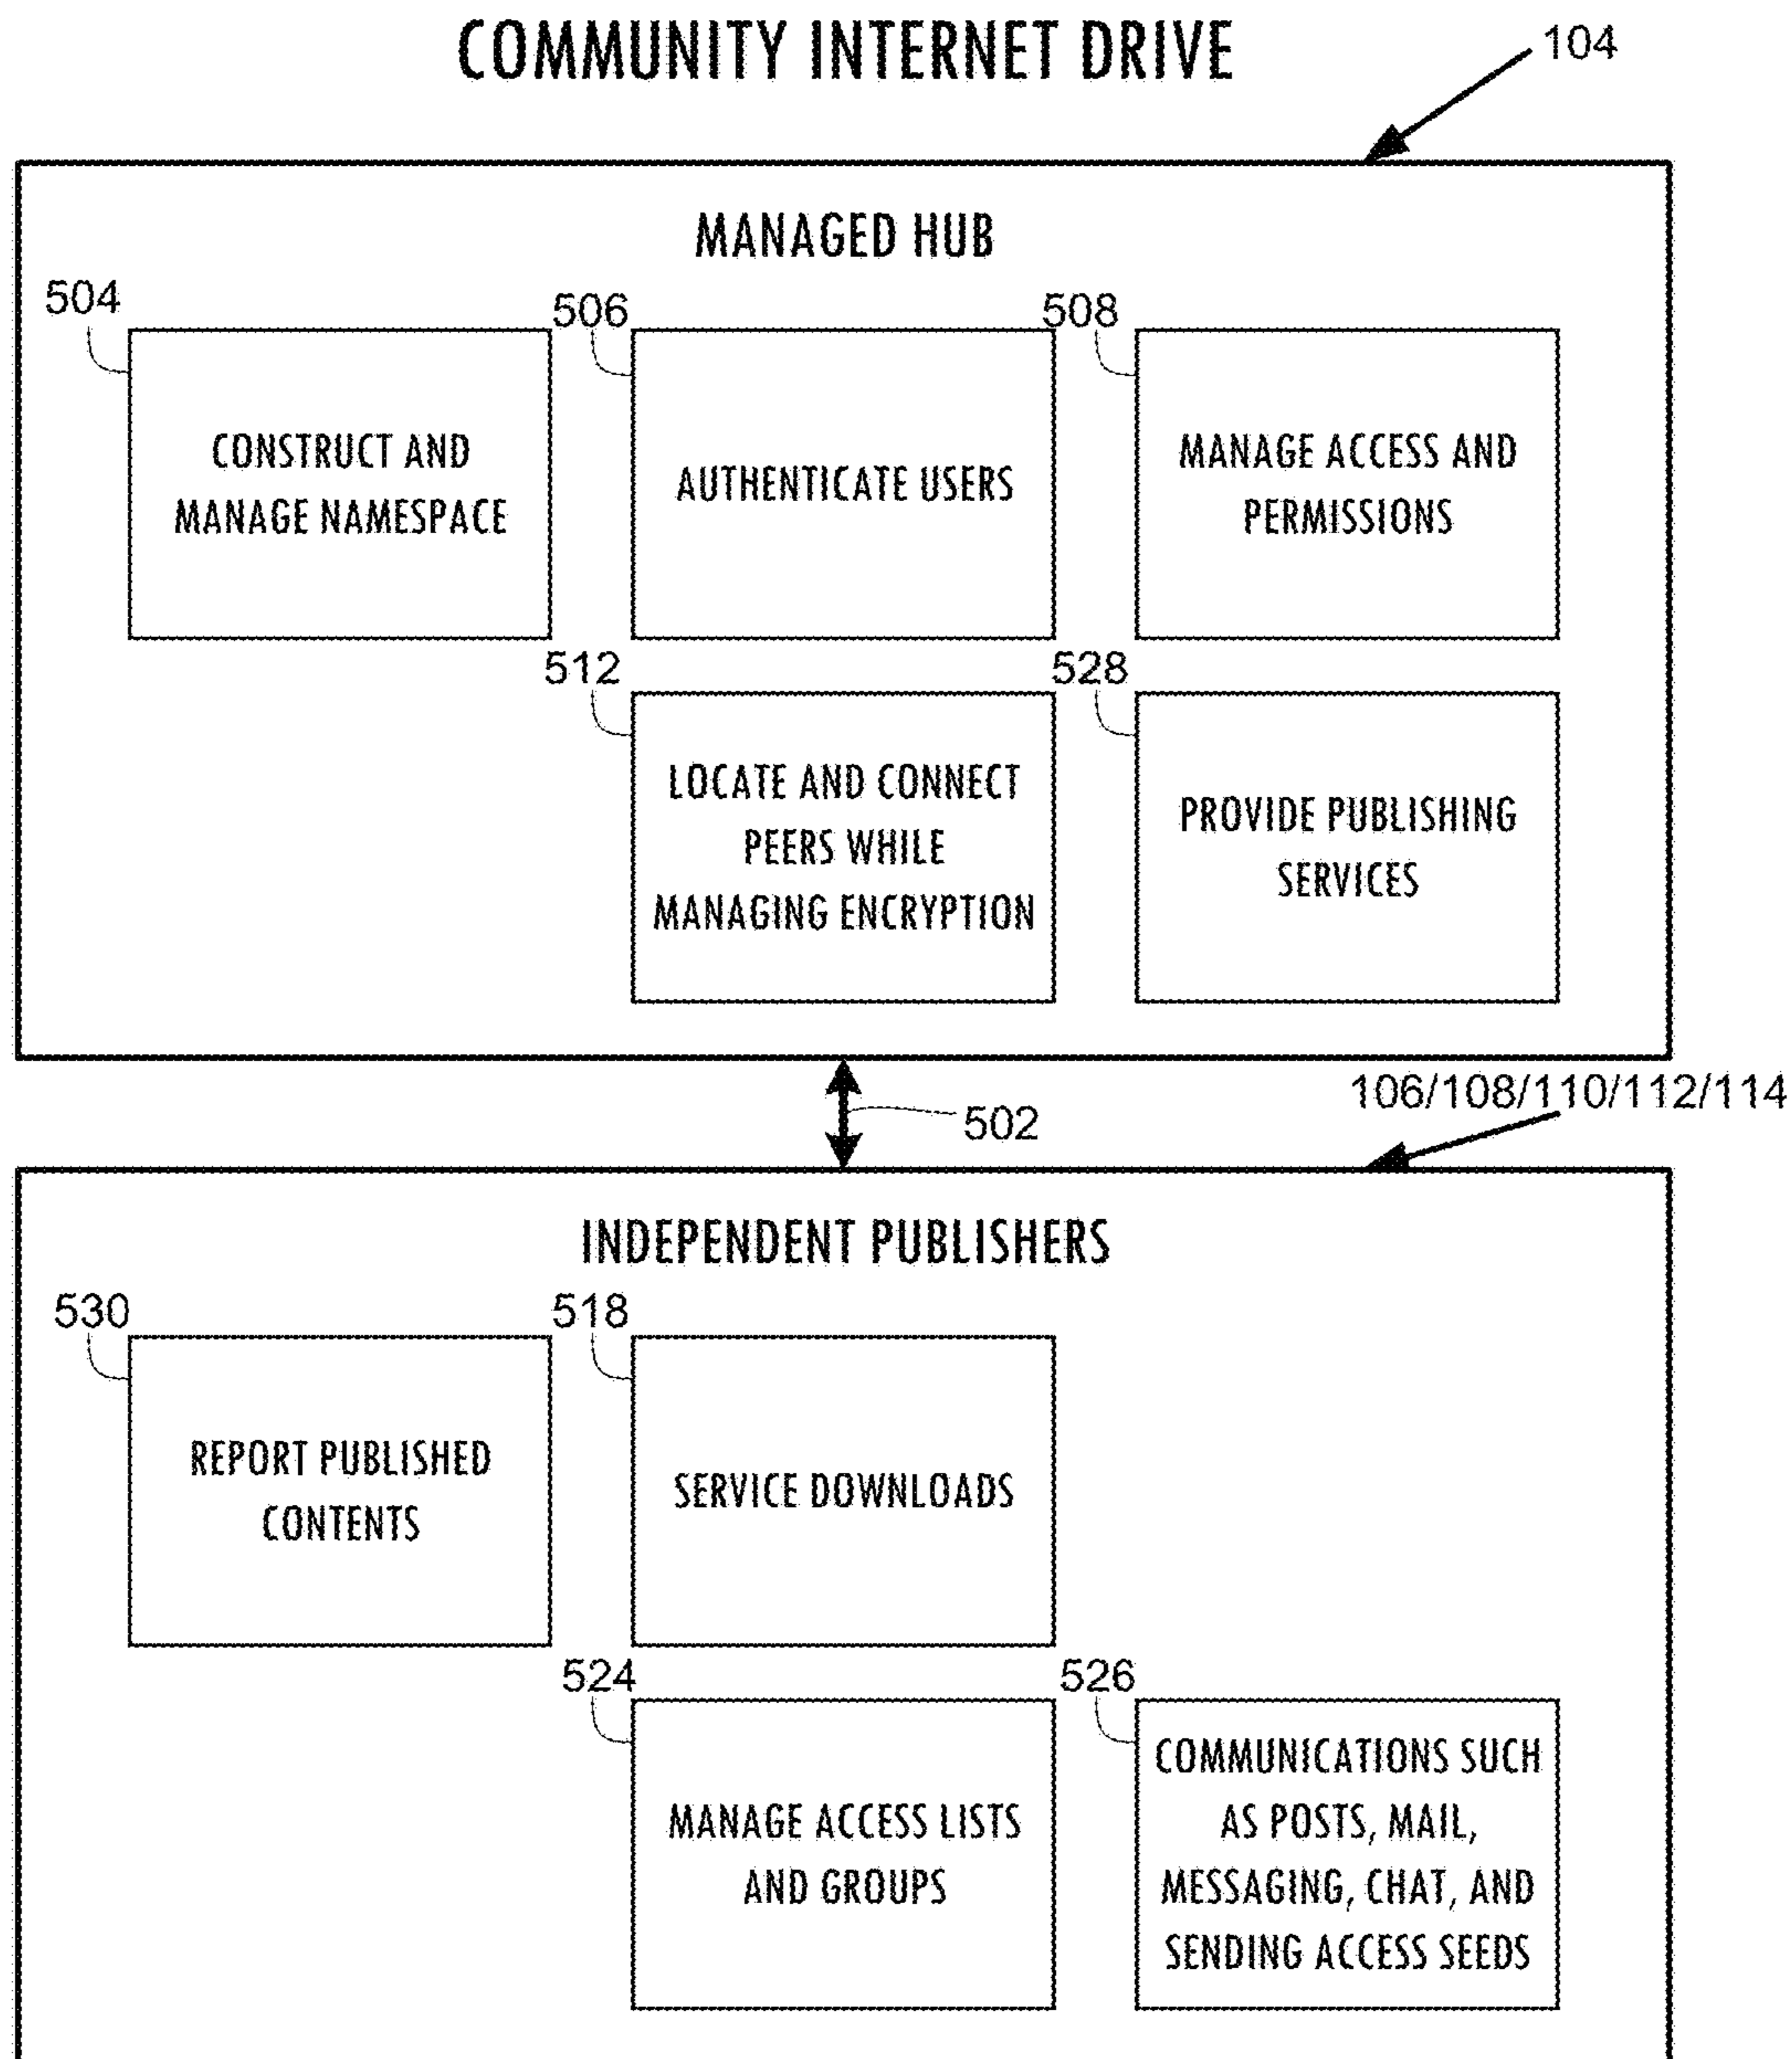 COMMUNITY INTERNET DRIVE
104
MANAGED HUB
504
506
508
CONSTRUCT AND
MANAGE NAMESPACE
AUTHENTICATE USERS
MANAGE ACCESS AND
PERMISSIONS
512
528
LOCATE AND CONNECT
PEERS WHILE
MANAGING ENCRYPTION
PROVIDE PUBLISHING
SERVICES
502
106/108/110/112/114
INDEPENDENT PUBLISHERS
530
518
REPORT PUBLISHED
CONTENTS
SERVICE DOWNLOADS
524
526
MANAGE ACCESS LISTS
AND GROUPS
COMMUNICATIONS SUCH
AS POSTS, MAIL,
MESSAGING, CHAT, AND
SENDING ACCESS SEEDS